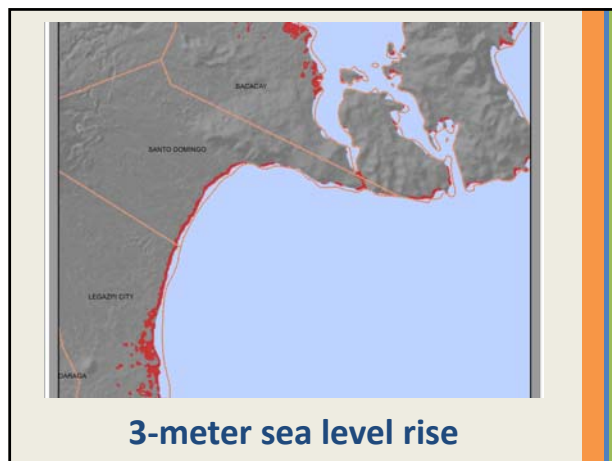 BACACAY
SANTO DOMINGO
LEGAZPI CITY
DARAGA
3-meter sea level rise